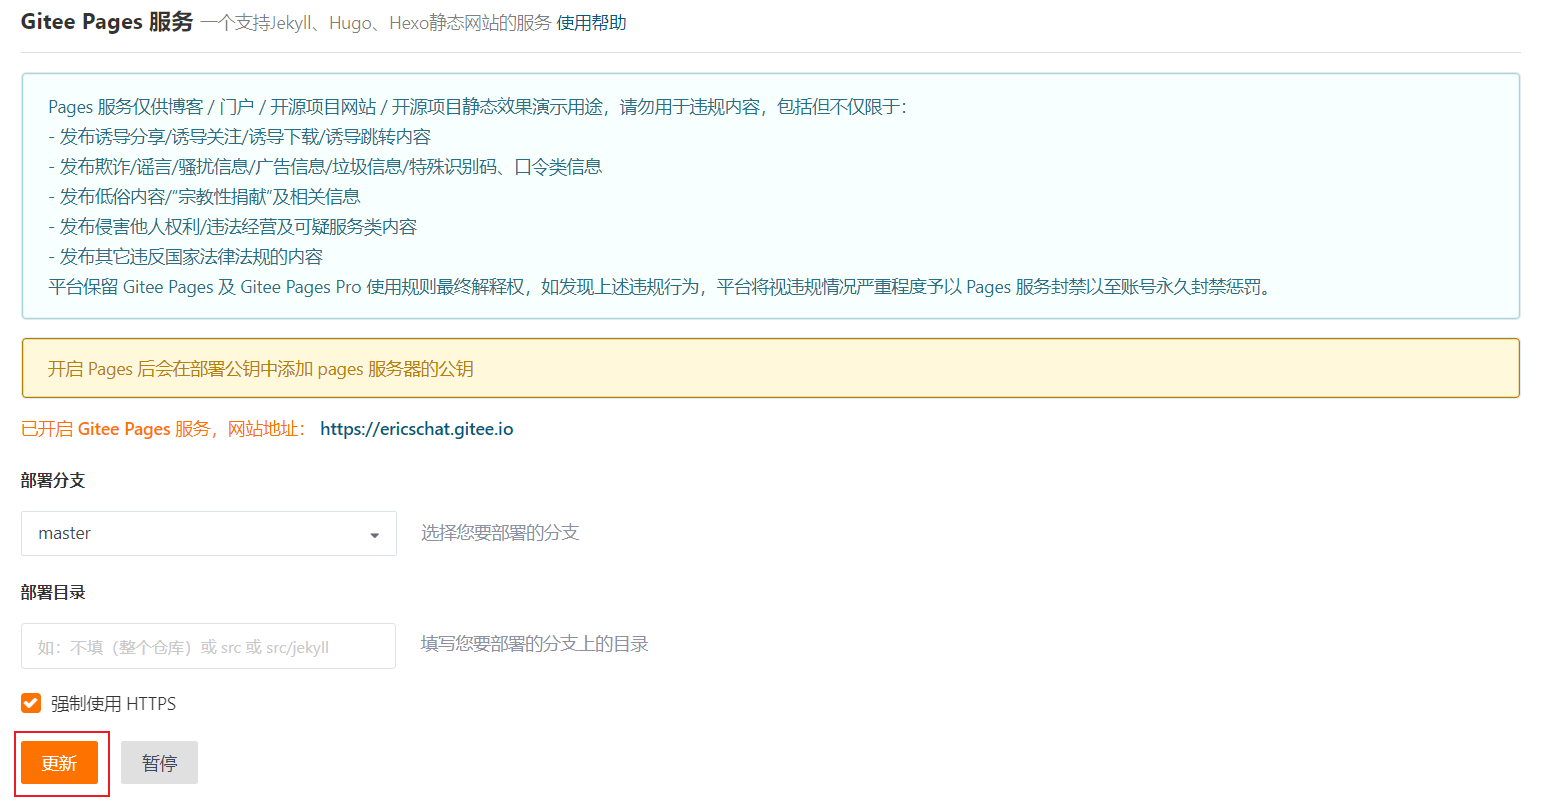 Gitee Pages 服务 一个支持Jekyll、Hugo、Hexo静态网站的服务 使用帮助
Pages 服务仅供博客 / 门户 / 开源项目网站 / 开源项目静态效果演示用途，请勿用于违规内容，包括但不仅限于：
- 发布诱导分享/诱导关注/诱导下载/诱导跳转内容
- 发布欺诈/谣言/骚扰信息/广告信息/垃圾信息/特殊识别码、口令类信息
- 发布低俗内容/“宗教性捐献”及相关信息
- 发布侵害他人权利/违法经营及可疑服务类内容
- 发布其它违反国家法律法规的内容
平台保留 Gitee Pages 及 Gitee Pages Pro 使用规则最终解释权，如发现上述违规行为，平台将视违规情况严重程度予以 Pages 服务封禁以至账号永久封禁惩罚。
开启 Pages 后会在部署公钥中添加 pages 服务器的公钥
已开启 Gitee Pages 服务，网站地址： https://ericschat.gitee.io
部署分支
master 选择您要部署的分支
部署目录
如：不填（整个仓库）或 src 或 src/jekyll 填写您要部署的分支上的目录
强制使用 HTTPS
更新 暂停